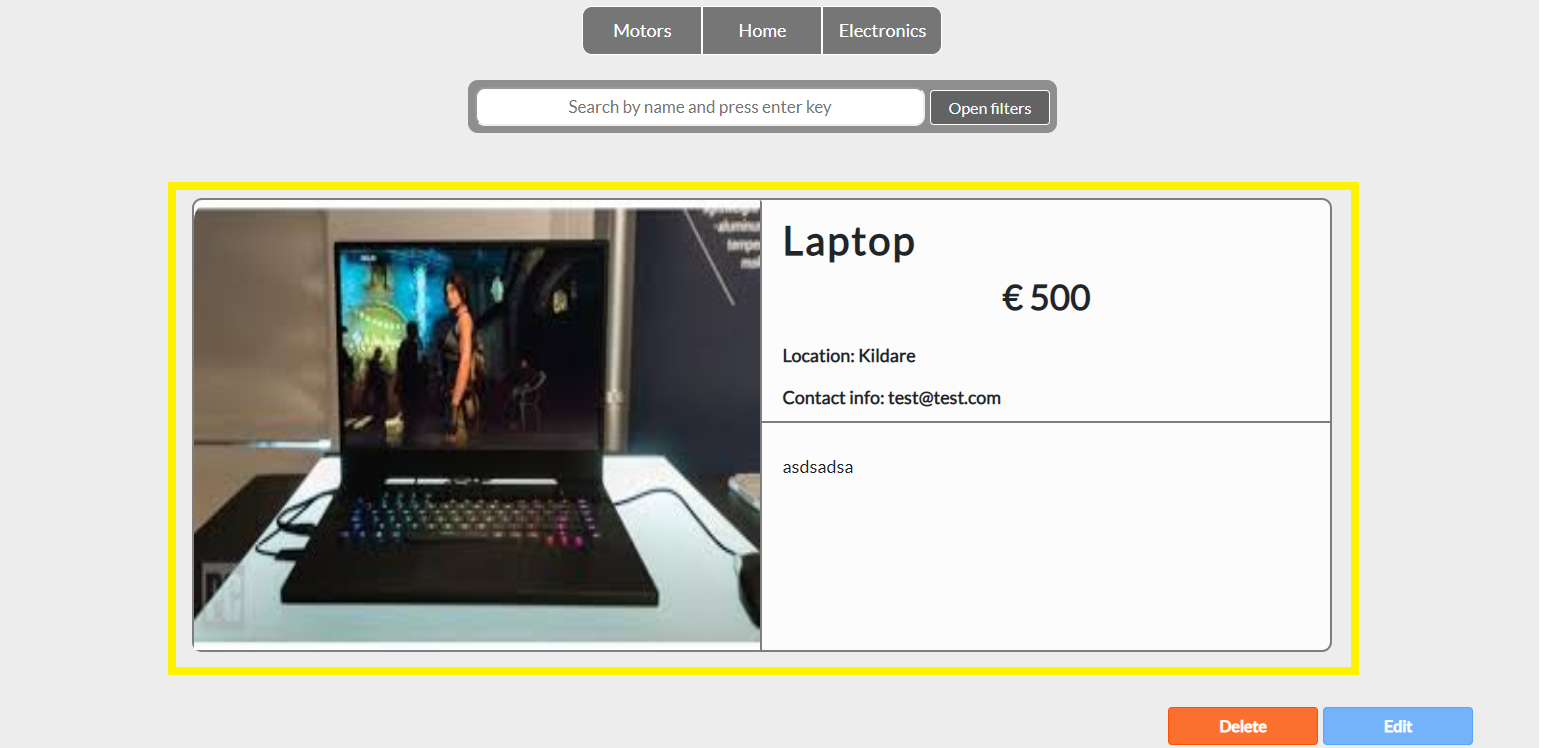 Motors
Home
Electronics
Search by name and press enter key
Open filters
Laptop
€ 500
Location: Kildare
Contact info: test@test.com
asdsadsa
PC
Delete
Edit